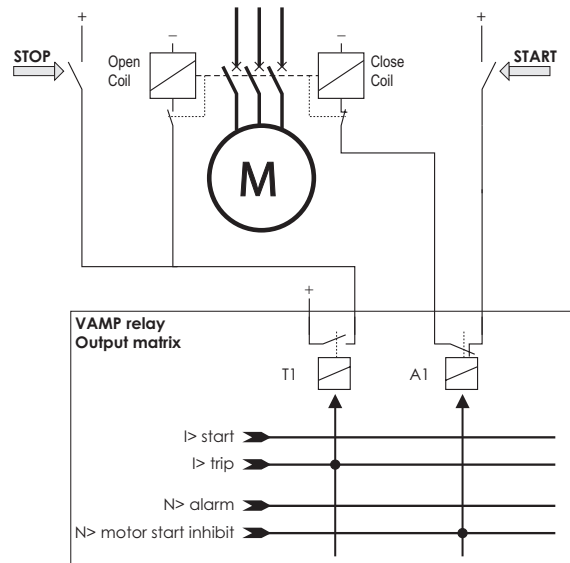 +
+
STOP
Open
Coil
–
–
Close
Coil
START
M
+
VAMP relay
Output matrix
T1
A1
I> start
I> trip
N> alarm
N> motor start inhibit